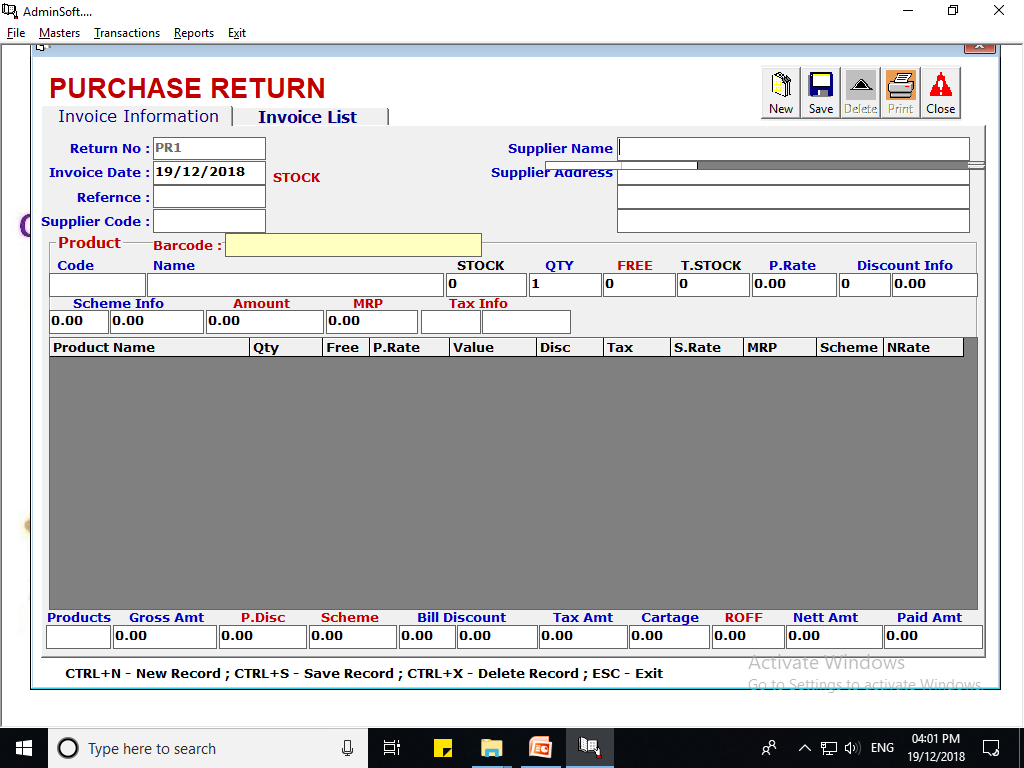 AdminSoft....
File Masters Transactions Reports Exit
PURCHASE RETURN
New Save Delete Print Close
Invoice Information Invoice List
Return No : PR1 Supplier Name
Invoice Date : 19/12/2018 STOCK Supplier Address
Refernce :
Supplier Code :
Product Barcode :
Code Name STOCK QTY FREE T.STOCK P.Rate Discount Info
0 1 0 0 0.00 0 0.00
Scheme Info Amount MRP Tax Info
0.00 0.00 0.00 0.00
Product Name Qty Free P.Rate Value Disc Tax S.Rate MRP Scheme NRate
Products Gross Amt P.Disc Scheme Bill Discount Tax Amt Cartage ROFF Nett Amt Paid Amt
0.00 0.00 0.00 0.00 0.00 0.00 0.00 0.00 0.00 0.00
CTRL+N - New Record ; CTRL+S - Save Record ; CTRL+X - Delete Record ; ESC - Exit
Activate Windows
Go to Settings to activate Windows.
Type here to search
ENG
04:01 PM
19/12/2018